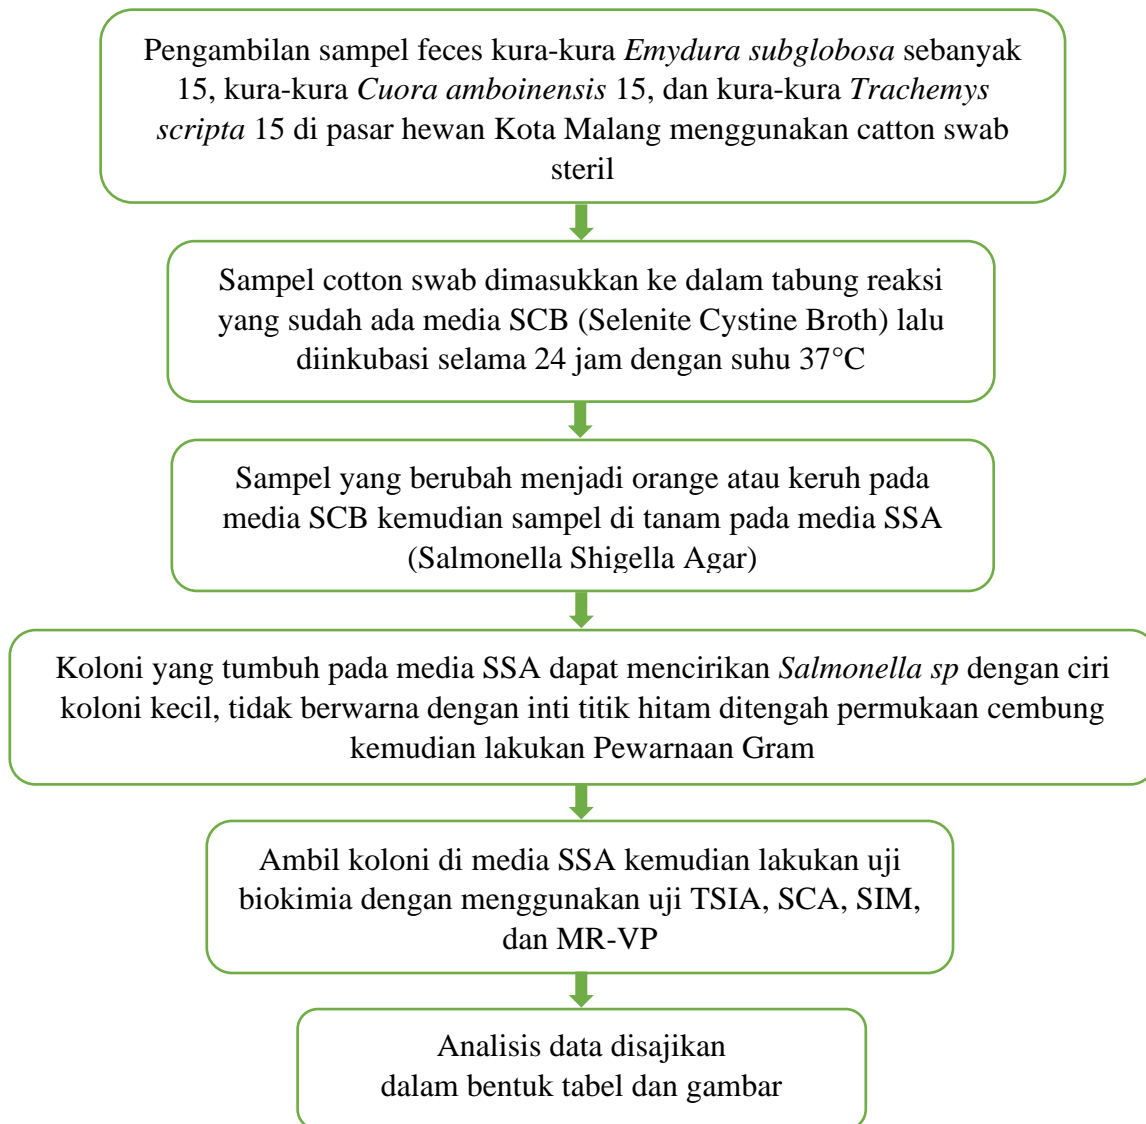 Pengambilan sampel feces kura-kura Emydura subglobosa sebanyak
15, kura-kura Cuora amboinensis 15, dan kura-kura Trachemys
scripta 15 di pasar hewan Kota Malang menggunakan catton swab
steril
Sampel cotton swab dimasukkan ke dalam tabung reaksi
yang sudah ada media SCB (Selenite Cystine Broth) lalu
diinkubasi selama 24 jam dengan suhu 37°C
Sampel yang berubah menjadi orange atau keruh pada
media SCB kemudian sampel di tanam pada media SSA
(Salmonella Shigella Agar)
Koloni yang tumbuh pada media SSA dapat mencirikan Salmonella sp dengan ciri
koloni kecil, tidak berwarna dengan inti titik hitam ditengah permukaan cembung
kemudian lakukan Pewarnaan Gram
Ambil koloni di media SSA kemudian lakukan uji
biokimia dengan menggunakan uji TSIA, SCA, SIM,
dan MR-VP
Analisis data disajikan
dalam bentuk tabel dan gambar